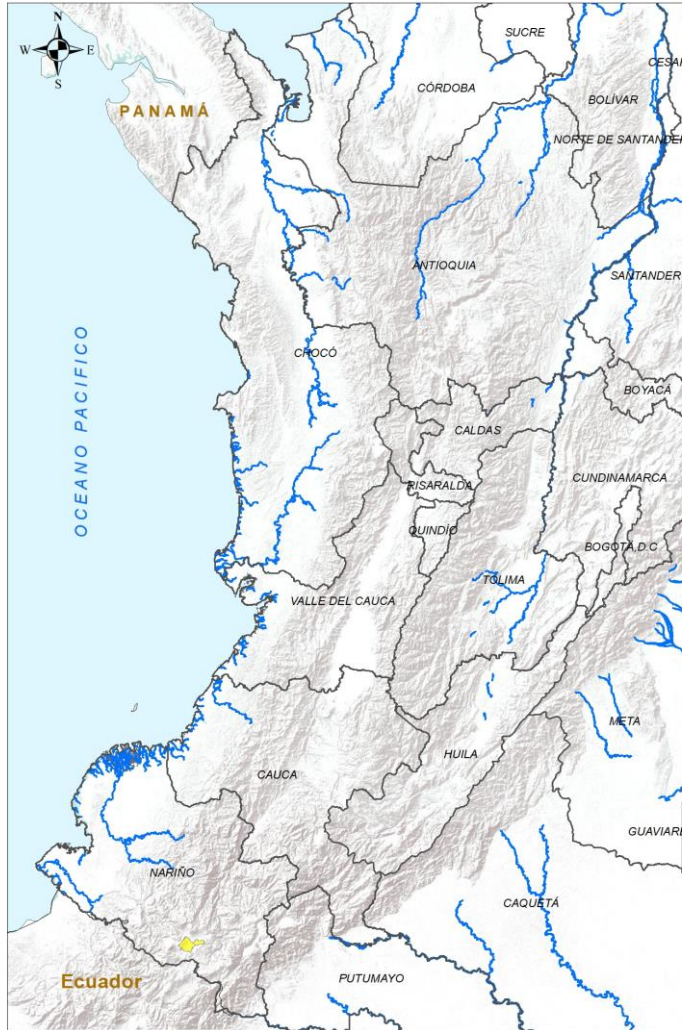 SUCRE
N
W E
S
CESAR
CÓRDOBA
BOLÍVAR
PANAMÁ
NORTE DE SANTANDER
ANTIOQUIA
SANTANDER
OCEANO PACIFICO
CHOCÓ
BOYACÁ
CALDAS
CUNDINAMARCA
RISARALDA
QUINDÍO
BOGOTÁ D.C
TOLIMA
VALLE DEL CAUCA
META
HUILA
CAUCA
GUAVIARE
NARIÑO
CAQUETÁ
Ecuador
PUTUMAYO